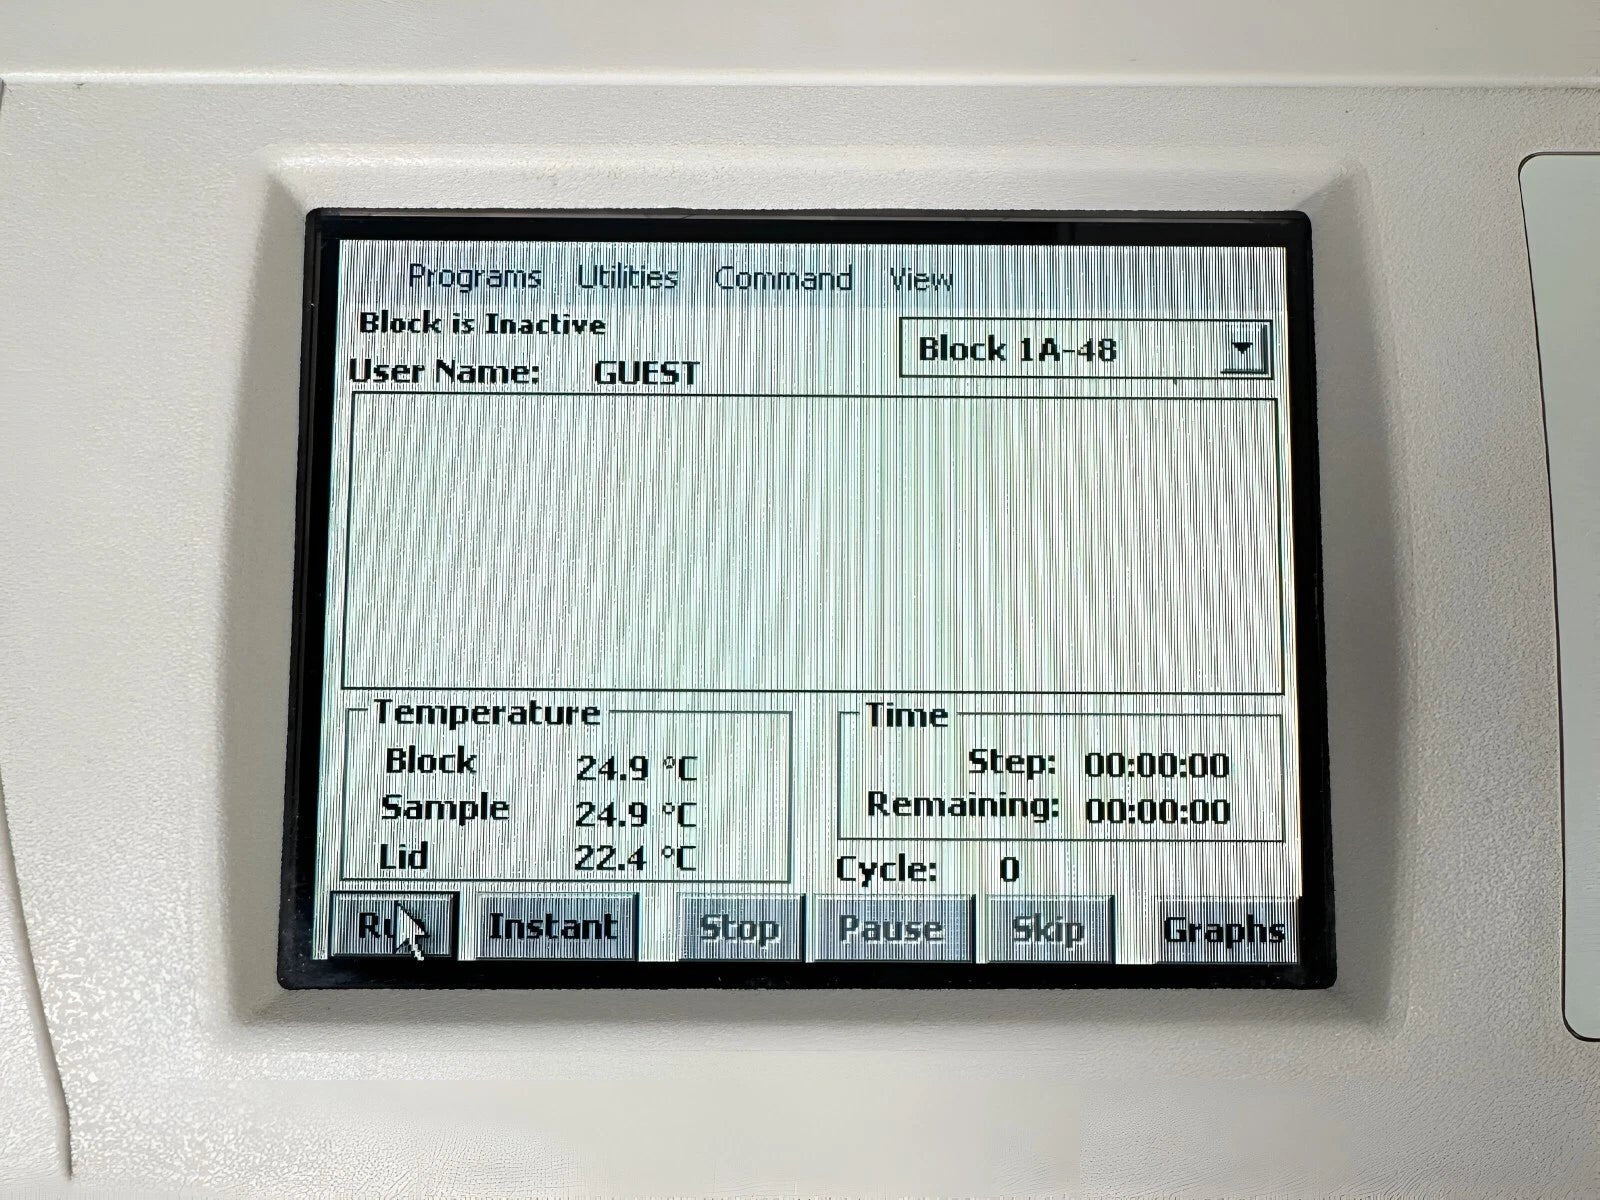 Programs Utilities Command View
Block is Inactive
Block 1A-48
User Name: GUEST
Temperature
Block 24.9 °C
Sample 24.9 °C
Lid 22.4 °C
Time
Step: 00:00:00
Remaining: 00:00:00
Cycle: 0
Run Instant Stop Pause Skip Graphs